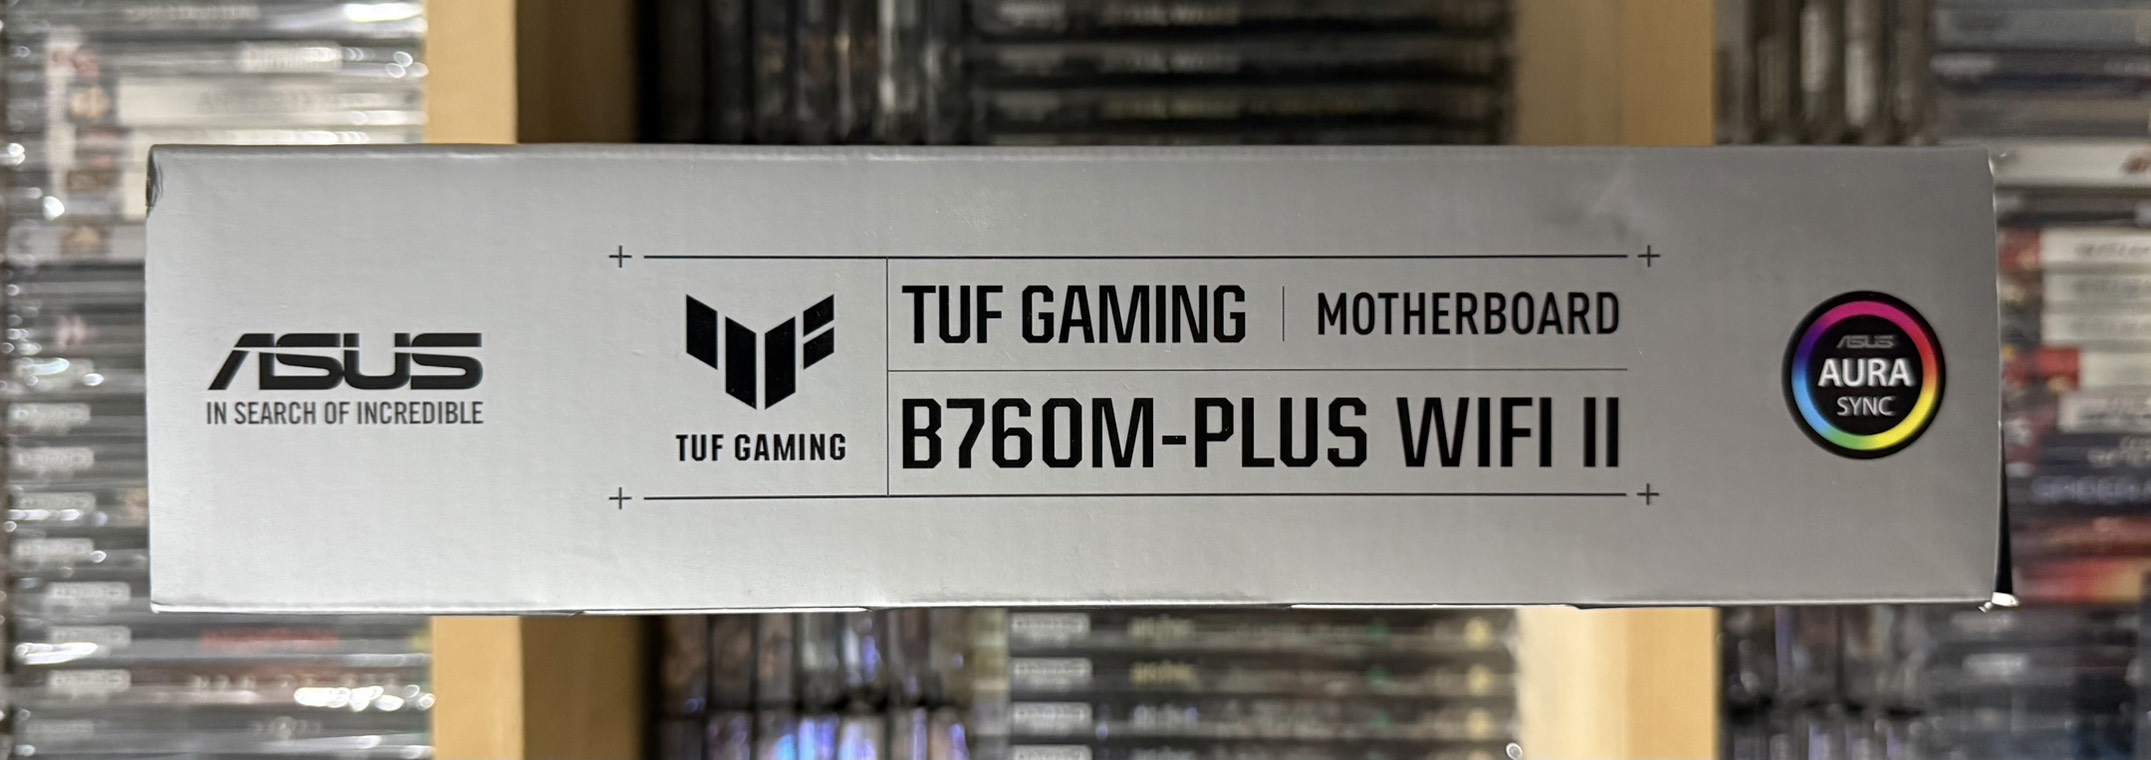 ASUS
IN SEARCH OF INCREDIBLE
TUF GAMING
TUF GAMING | MOTHERBOARD
B760M-PLUS WIFI II
ASUS
AURA
SYNC